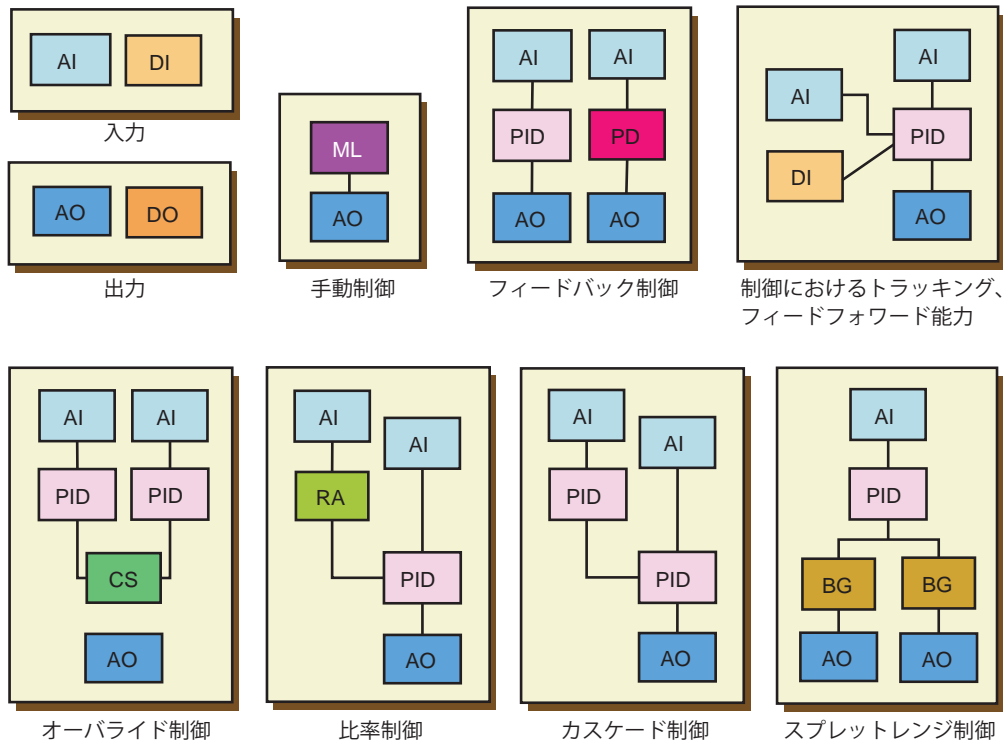 AI DI
入力
AO DO
出力
ML
AO
手動制御
AI AI
PID PD
AO AO
フィードバック制御
AI
AI
PID
DI
AO
制御におけるトラッキング、
フィードフォワード能力
AI AI
PID PID
CS
AO
オーバライド制御
AI
AI
RA
PID
AO
比率制御
AI
AI
PID
PID
AO
カスケード制御
AI
PID
BG BG
AO AO
スプレットレンジ制御